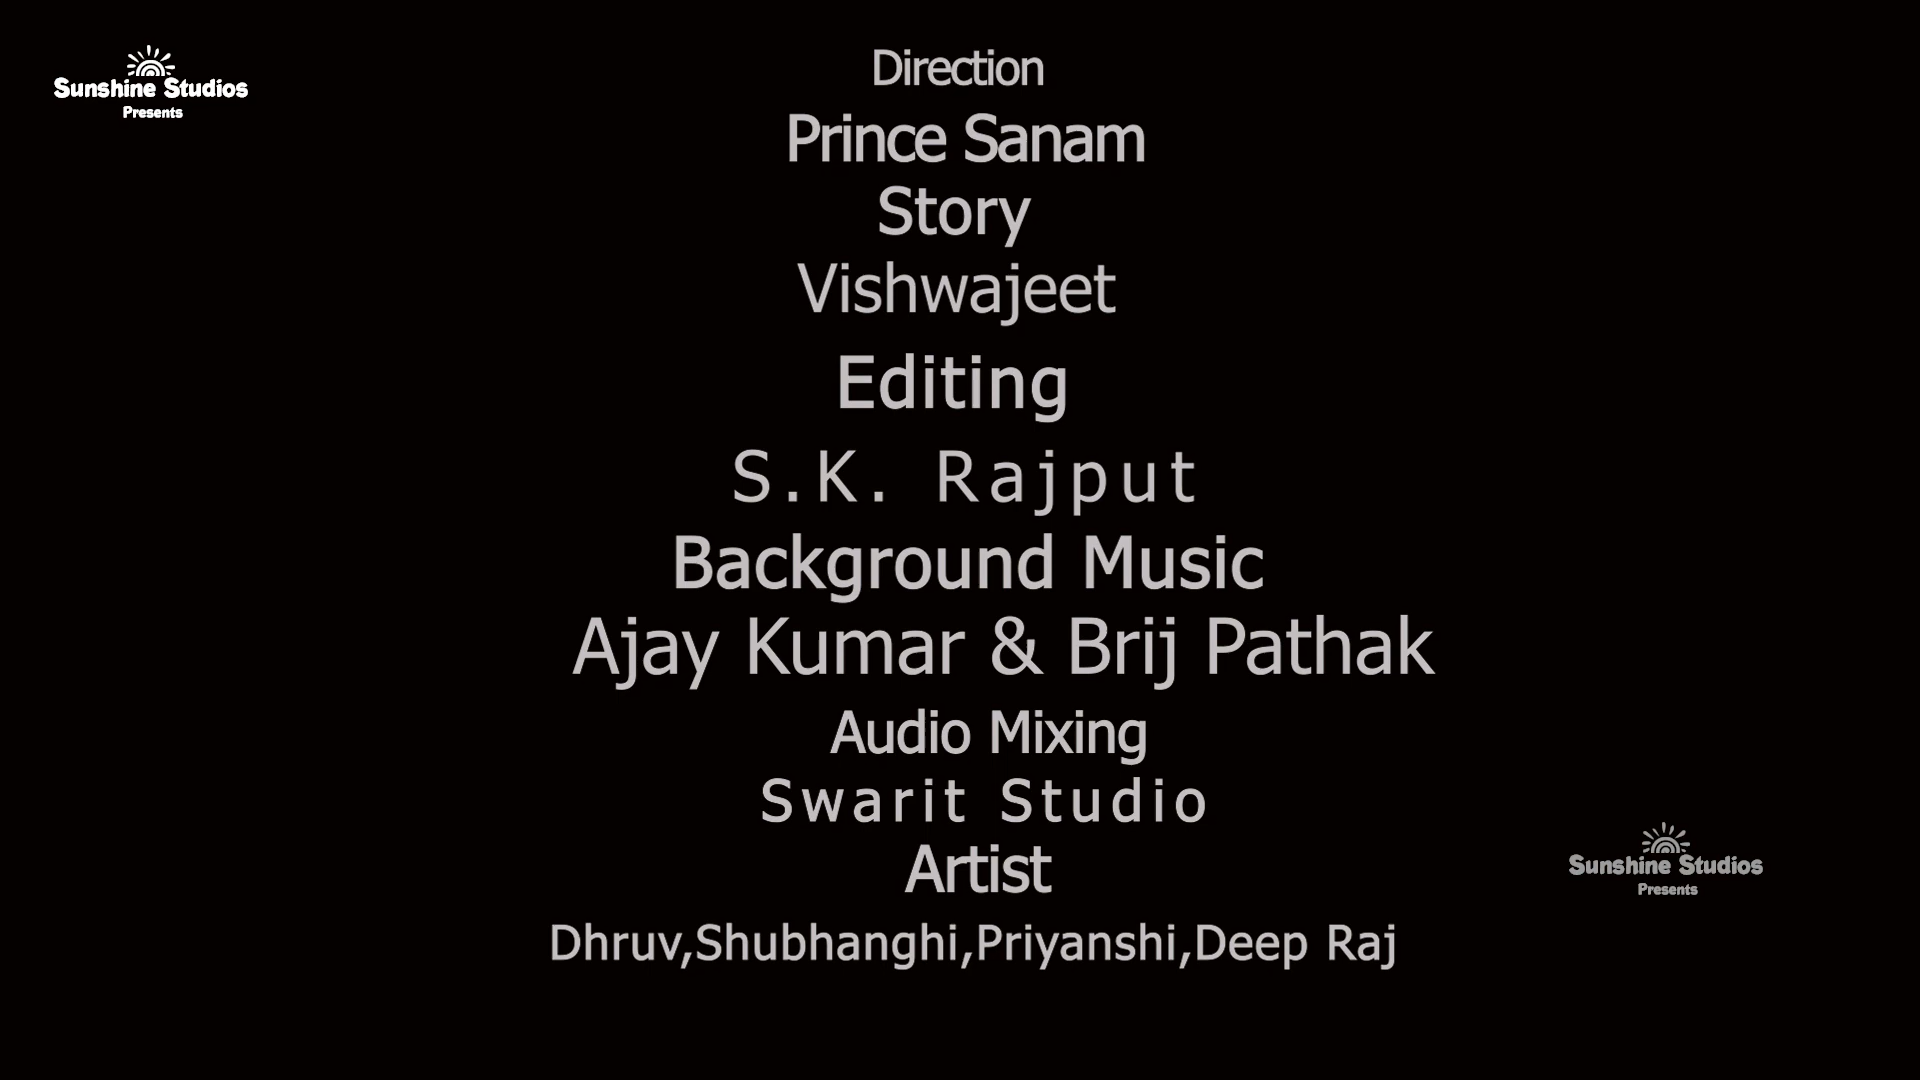 Sunshine Studios
Presents
Direction
Prince Sanam
Story
Vishwajeet
Editing
S.K. Rajput
Background Music
Ajay Kumar & Brij Pathak
Audio Mixing
Swarit Studio
Artist
Dhruv,Shubhanghi,Priyanshi,Deep Raj
Sunshine Studios
Presents